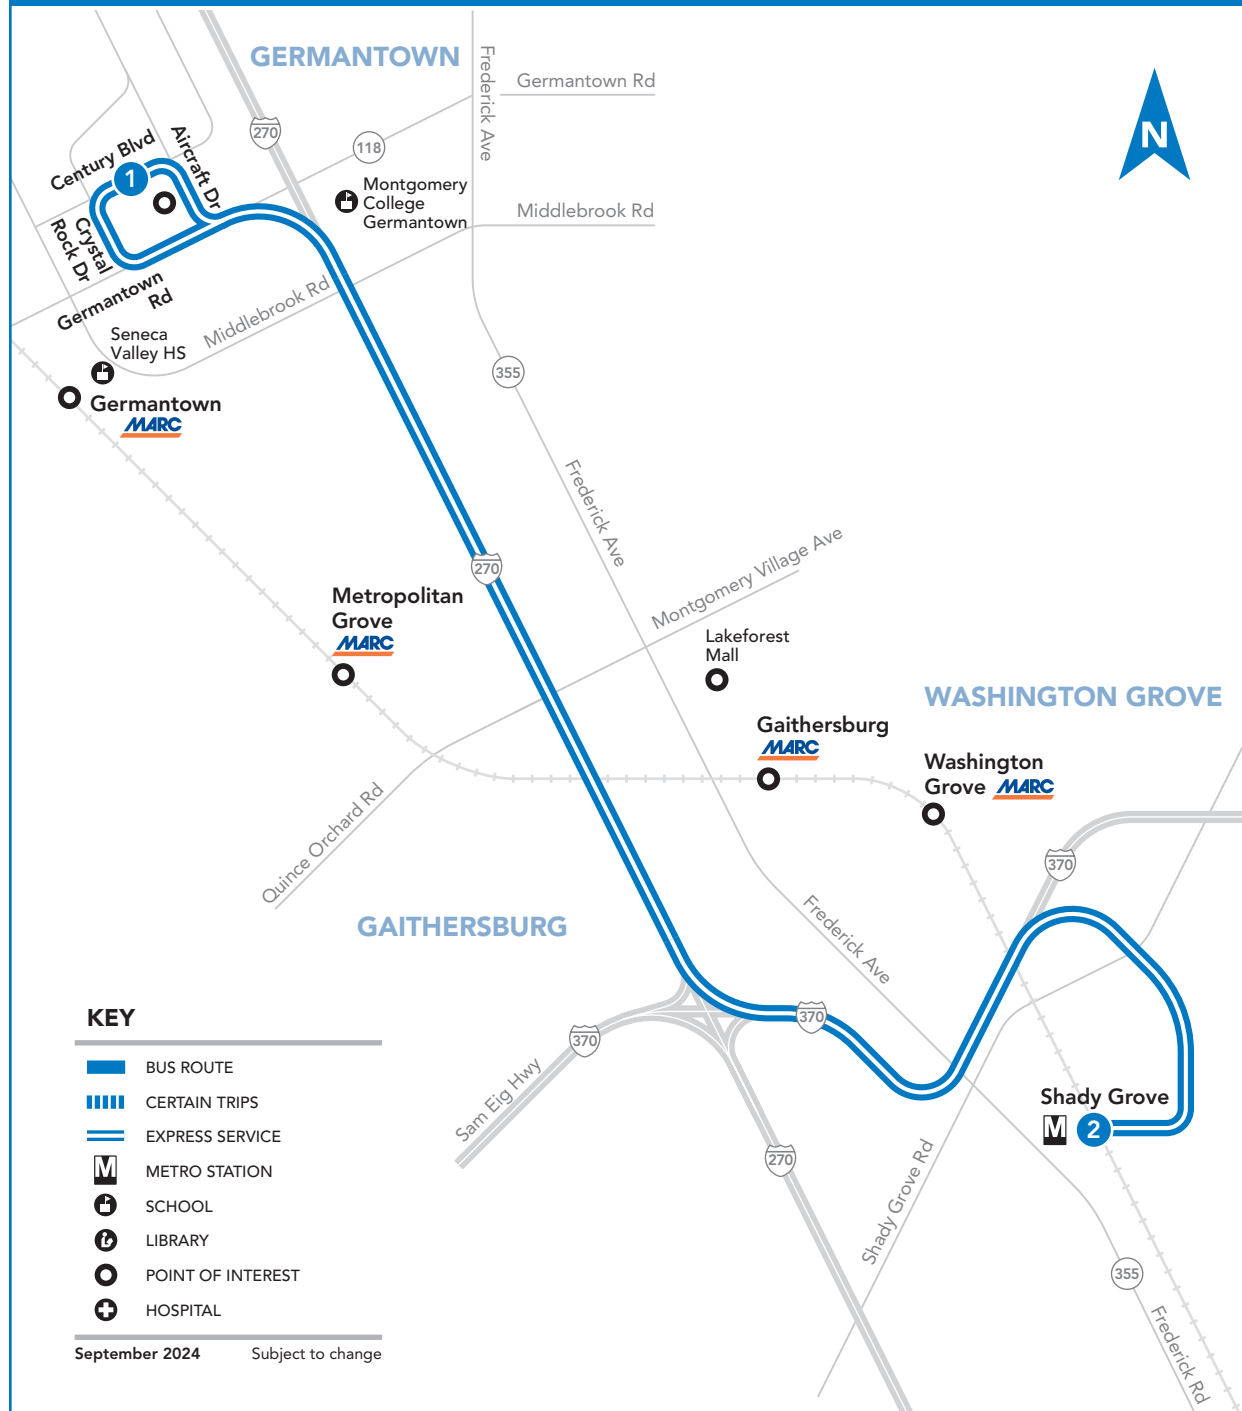 GERMANTOWN
Frederick Ave
Germantown Rd
270
118
N
Century Blvd
Aircraft Dr
1
Montgomery
College
Germantown
Middlebrook Rd
Crystal
Rock Dr
Germantown
Rd
Middlebrook Rd
Seneca
Valley HS
355
Germantown
MARC
Frederick Ave
270
Montgomery Village Ave
Metropolitan
Grove
MARC
Lakeforest
Mall
WASHINGTON GROVE
Gaithersburg
MARC
Washington
Grove MARC
Quince Orchard Rd
370
GAITHERSBURG
Frederick Ave
370
370
Sam Eig Hwy
Shady Grove
M
2
270
Shady Grove Rd
355
Frederick Rd
KEY
BUS ROUTE
CERTAIN TRIPS
EXPRESS SERVICE
M METRO STATION
SCHOOL
LIBRARY
POINT OF INTEREST
HOSPITAL
September 2024 Subject to change